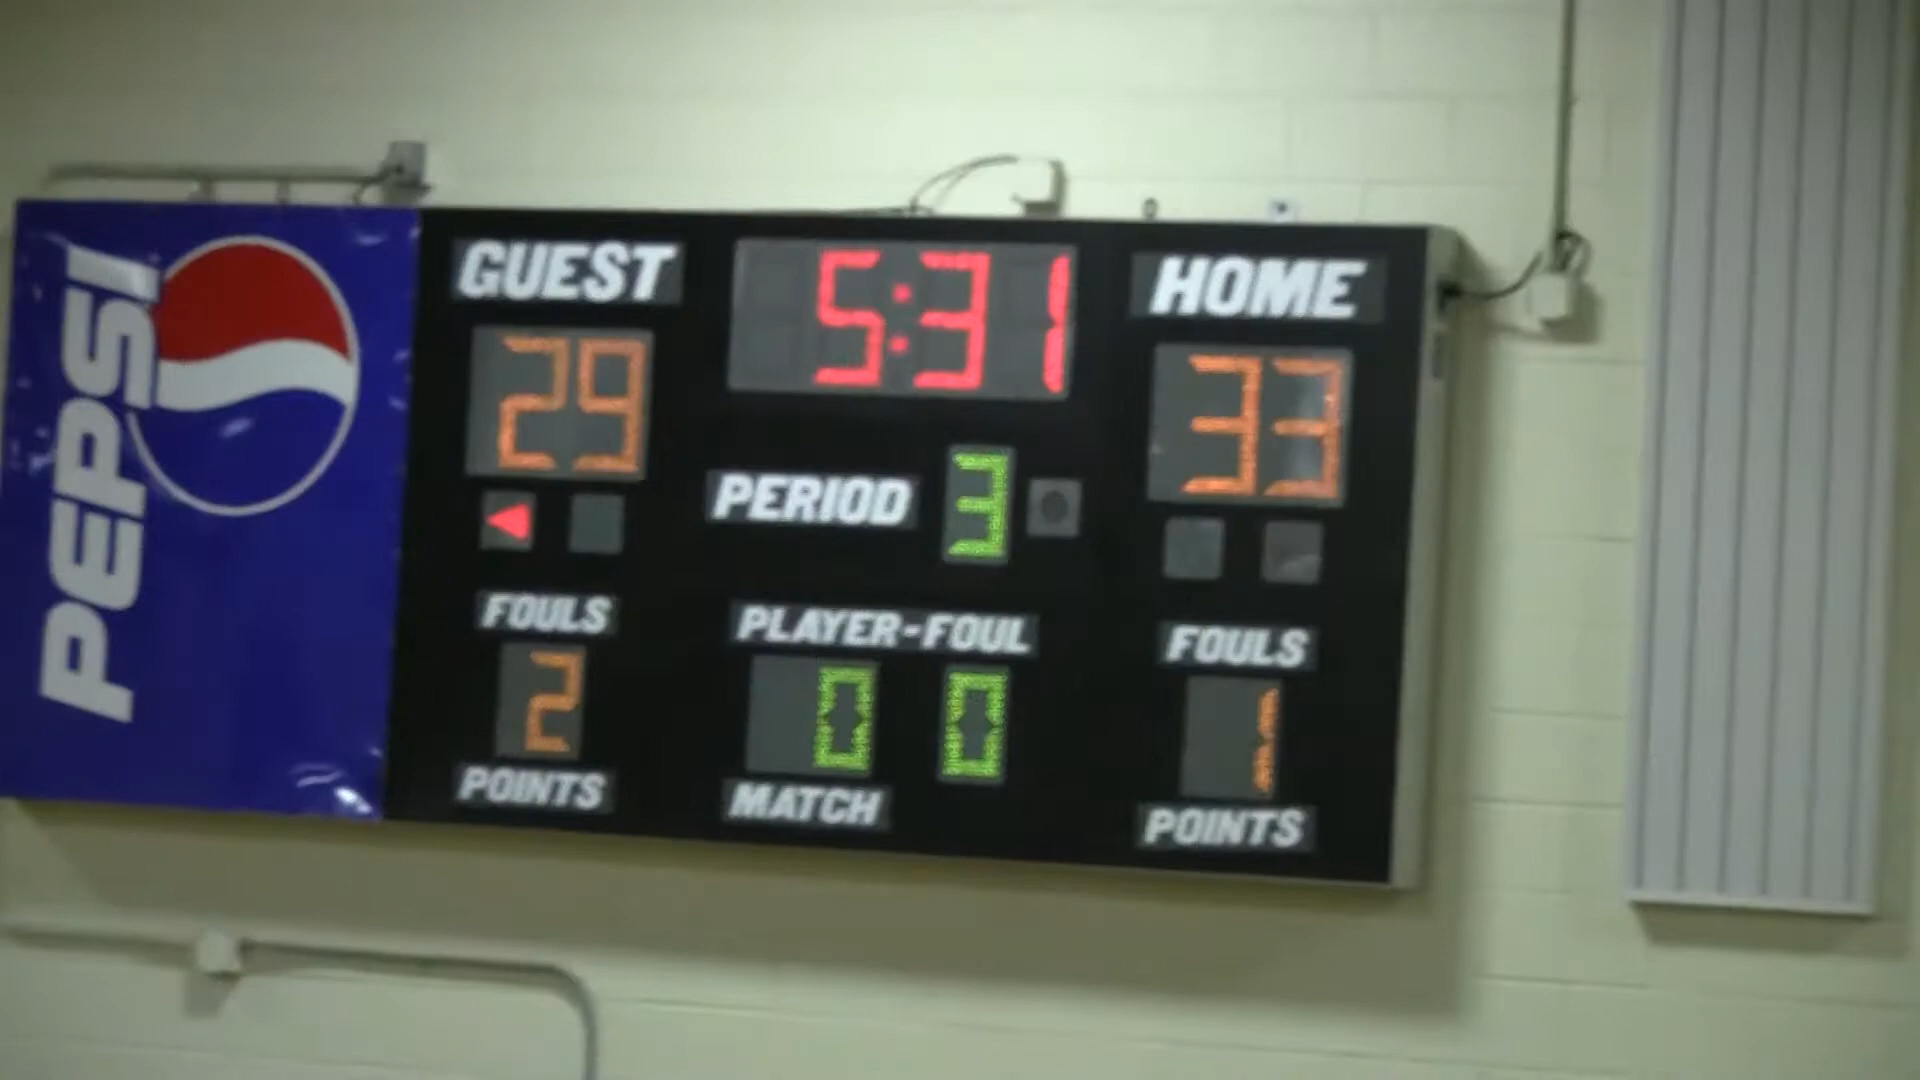 PEPSI
GUEST 5:31 HOME
29 33
PERIOD 3
FOULS PLAYER-FOUL FOULS
2 0 0 1
POINTS MATCH POINTS